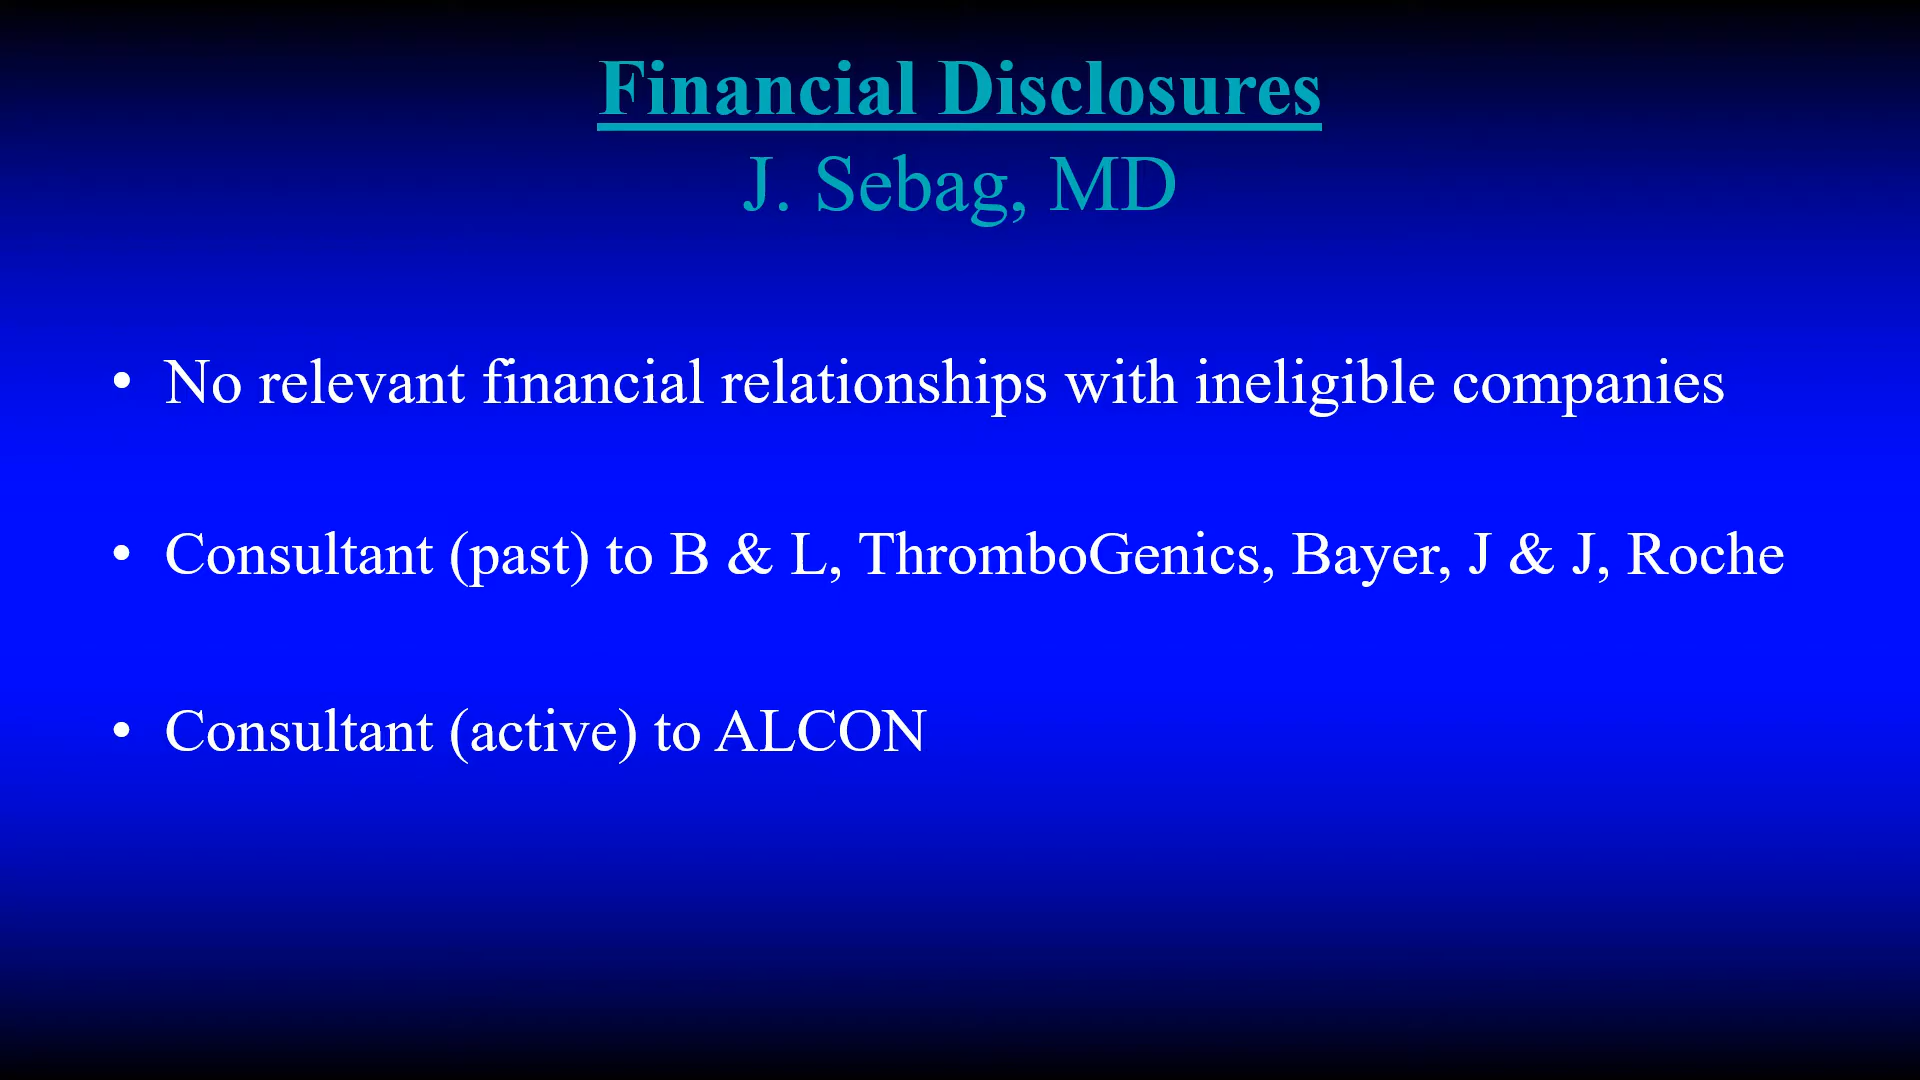 Financial Disclosures
J. Sebag, MD
• No relevant financial relationships with ineligible companies
• Consultant (past) to B & L, ThromboGenics, Bayer, J & J, Roche
• Consultant (active) to ALCON